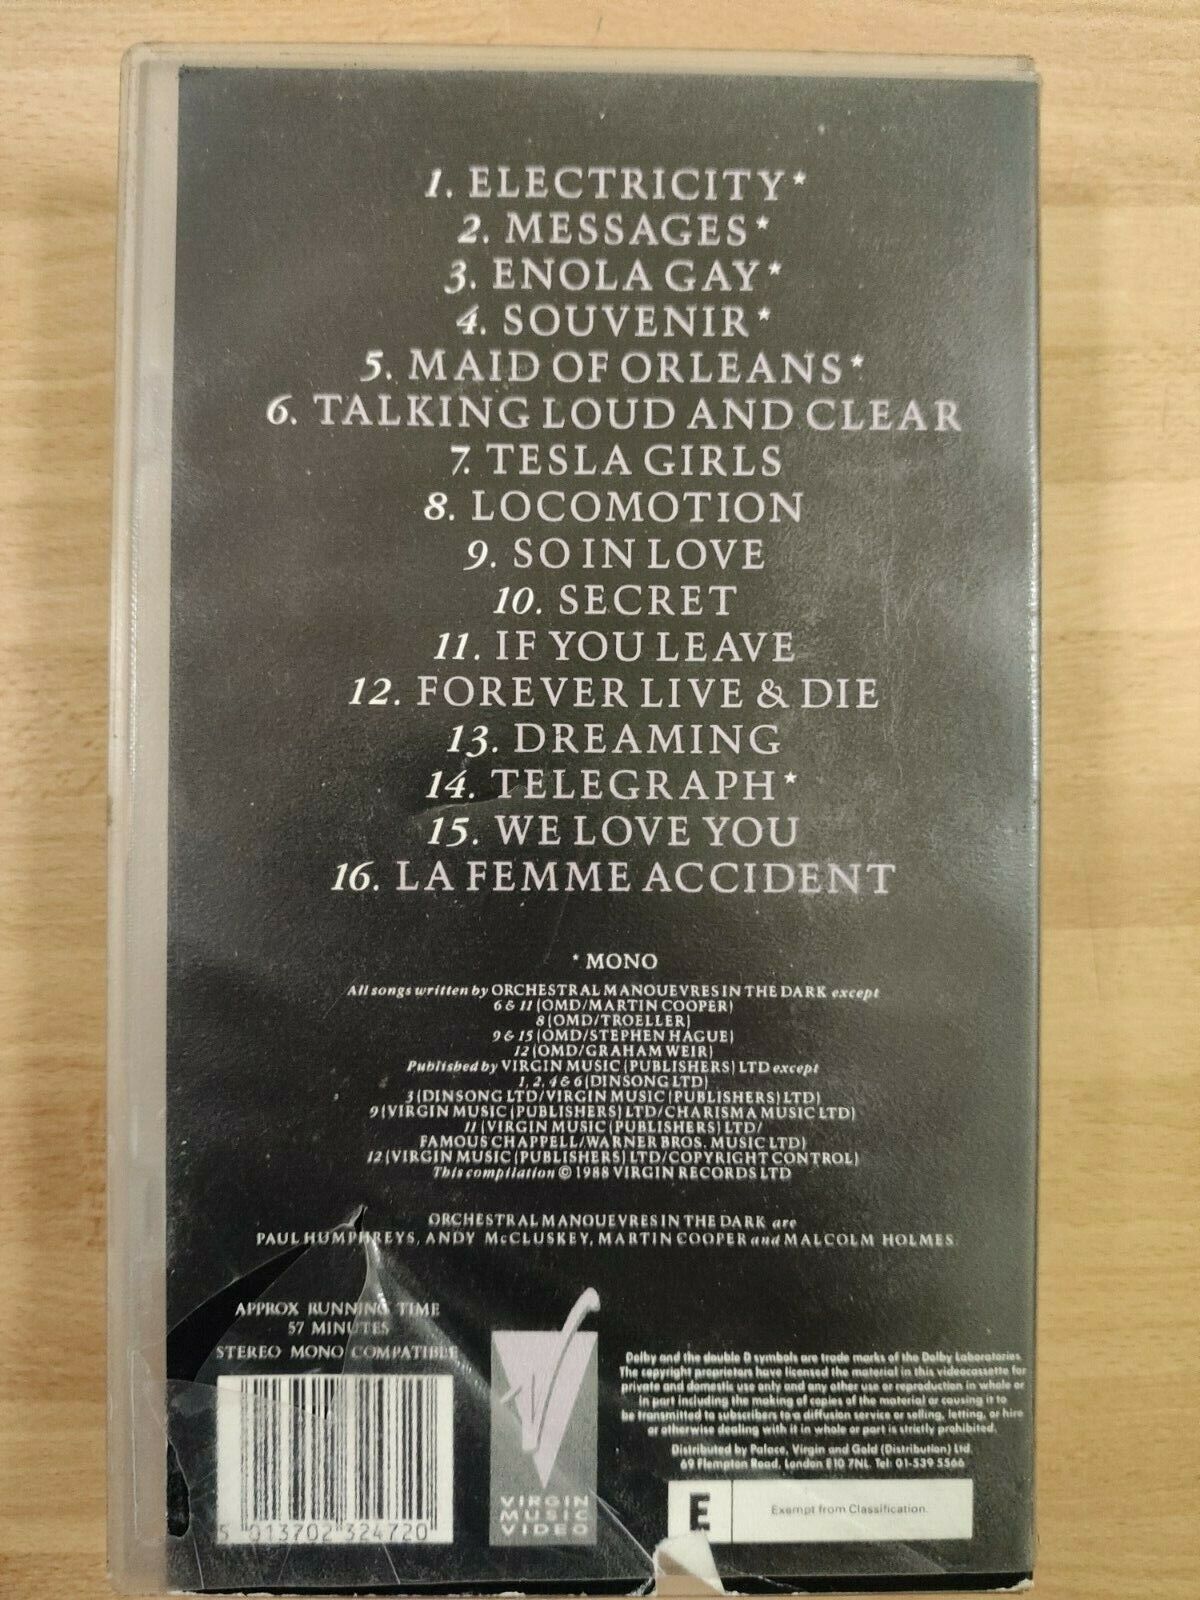 1. ELECTRICITY*
2. MESSAGES*
3. ENOLA GAY*
4. SOUVENIR*
5. MAID OF ORLEANS*
6. TALKING LOUD AND CLEAR
7. TESLA GIRLS
8. LOCOMOTION
9. SO IN LOVE
10. SECRET
11. IF YOU LEAVE
12. FOREVER LIVE & DIE
13. DREAMING
14. TELEGRAPH*
15. WE LOVE YOU
16. LA FEMME ACCIDENT
* MONO
All songs written by ORCHESTRAL MANOUEVRES IN THE DARK except
6 & 11 (OMD/MARTIN COOPER)
8 (OMD/TROELLER)
9 & 15 (OMD/STEPHEN HAGUE)
12 (OMD/GRAHAM WEIR)
Published by VIRGIN MUSIC (PUBLISHERS) LTD except
1, 2, 4 & 6 (DINSONG LTD)
3 (DINSONG LTD/VIRGIN MUSIC (PUBLISHERS) LTD)
9 (VIRGIN MUSIC (PUBLISHERS) LTD/CHARISMA MUSIC LTD)
11 (VIRGIN MUSIC (PUBLISHERS) LTD/
FAMOUS CHAPPELL/WARNER BROS. MUSIC LTD)
12 (VIRGIN MUSIC (PUBLISHERS) LTD/COPYRIGHT CONTROL)
This compilation © 1988 VIRGIN RECORDS LTD
ORCHESTRAL MANOUEVRES IN THE DARK are
PAUL HUMPHREYS, ANDY McCLUSKEY, MARTIN COOPER and MALCOLM HOLMES
APPROX RUNNING TIME
57 MINUTES
STEREO MONO COMPATIBLE
5 013702 324720
V
VIRGIN
MUSIC
VIDEO
Dolby and the double D symbols are trade marks of the Dolby Laboratories
The copyright proprietors have licensed the material in this videocassette for
private and domestic use only and any other use or reproduction in whole or
in part including the making of copies of the material or causing it to
be transmitted to subscribers to a diffusion service or selling, letting, or hire
or otherwise dealing with it in whole or part is strictly prohibited.
Distributed by Palace, Virgin and Gold (Distribution) Ltd.
69 Flempton Road, London E10 7NL. Tel: 01-539 5566
E
Exempt from Classification.